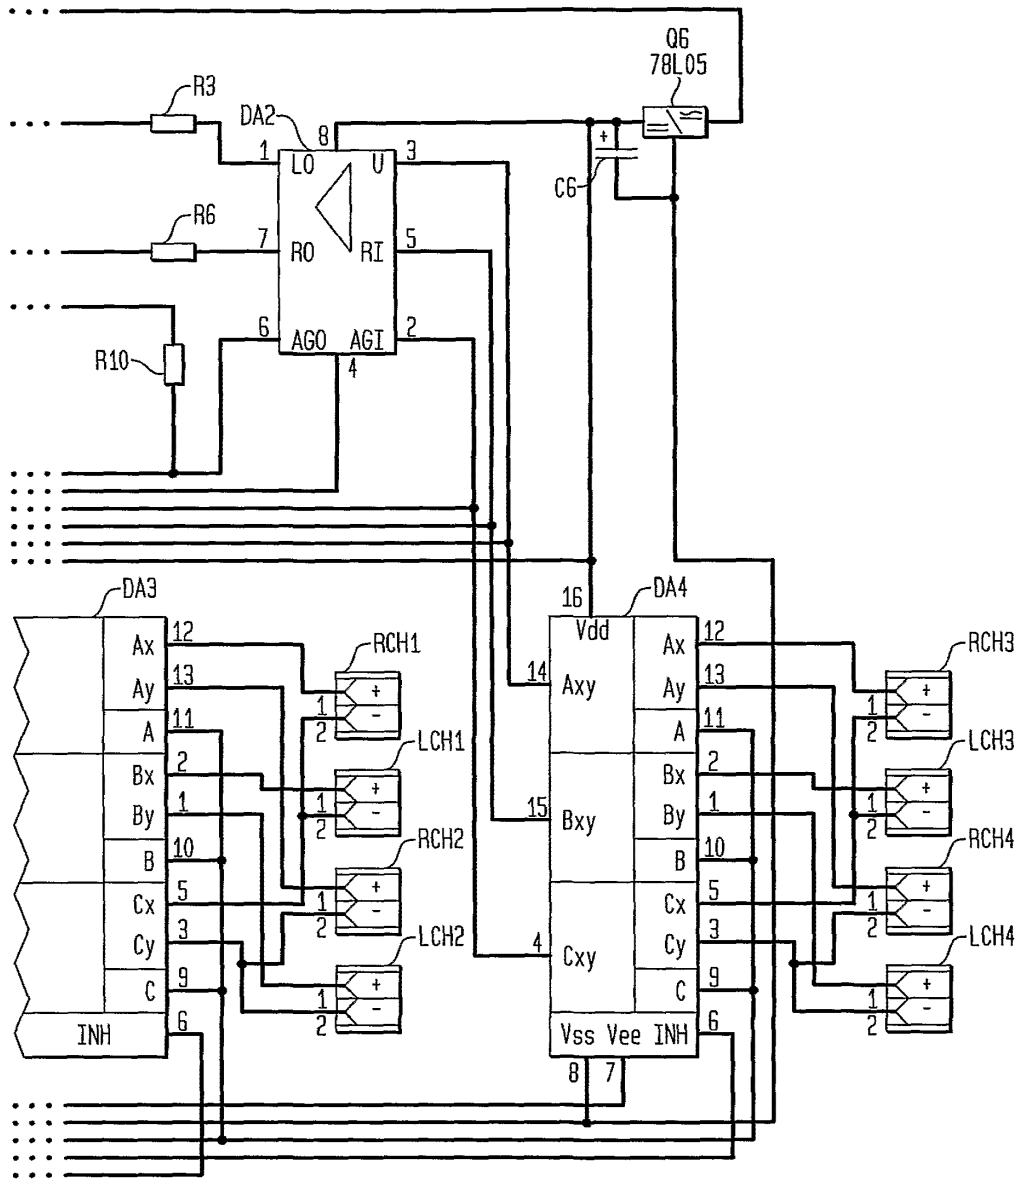 Q6
78L05
R3
DA2
8
1 LO U 3
+
C6
R6
7 RO RI 5
6 AGO AGI 2
R10
4
DA3
Ax 12
Ay 13
A 11
Bx 2
By 1
B 10
Cx 5
Cy 3
C 9
INH 6
RCH1
+
1 -
2
LCH1
+
1 -
2
RCH2
+
1 -
2
LCH2
+
1 -
2
16 DA4
Vdd
14 Axy
15 Bxy
4 Cxy
Ax 12
Ay 13
A 11
Bx 2
By 1
B 10
Cx 5
Cy 3
C 9
Vss Vee INH 6
8 7
RCH3
+
1 -
2
LCH3
+
1 -
2
RCH4
+
1 -
2
LCH4
+
1 -
2